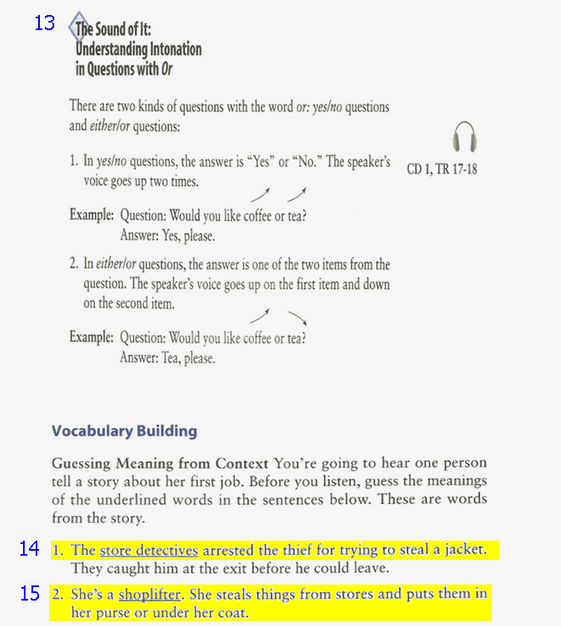 13
The Sound of It:
Understanding Intonation
in Questions with Or
There are two kinds of questions with the word or: yes/no questions
and either/or questions:
CD 1, TR 17-18
1. In yes/no questions, the answer is “Yes” or “No.” The speaker’s
voice goes up two times.
Example: Question: Would you like coffee or tea?
Answer: Yes, please.
2. In either/or questions, the answer is one of the two items from the
question. The speaker’s voice goes up on the first item and down
on the second item.
Example: Question: Would you like coffee or tea?
Answer: Tea, please.
Vocabulary Building
Guessing Meaning from Context You’re going to hear one person
tell a story about her first job. Before you listen, guess the meanings
of the underlined words in the sentences below. These are words
from the story.
14 1. The store detectives arrested the thief for trying to steal a jacket.
They caught him at the exit before he could leave.
15 2. She’s a shoplifter. She steals things from stores and puts them in
her purse or under her coat.